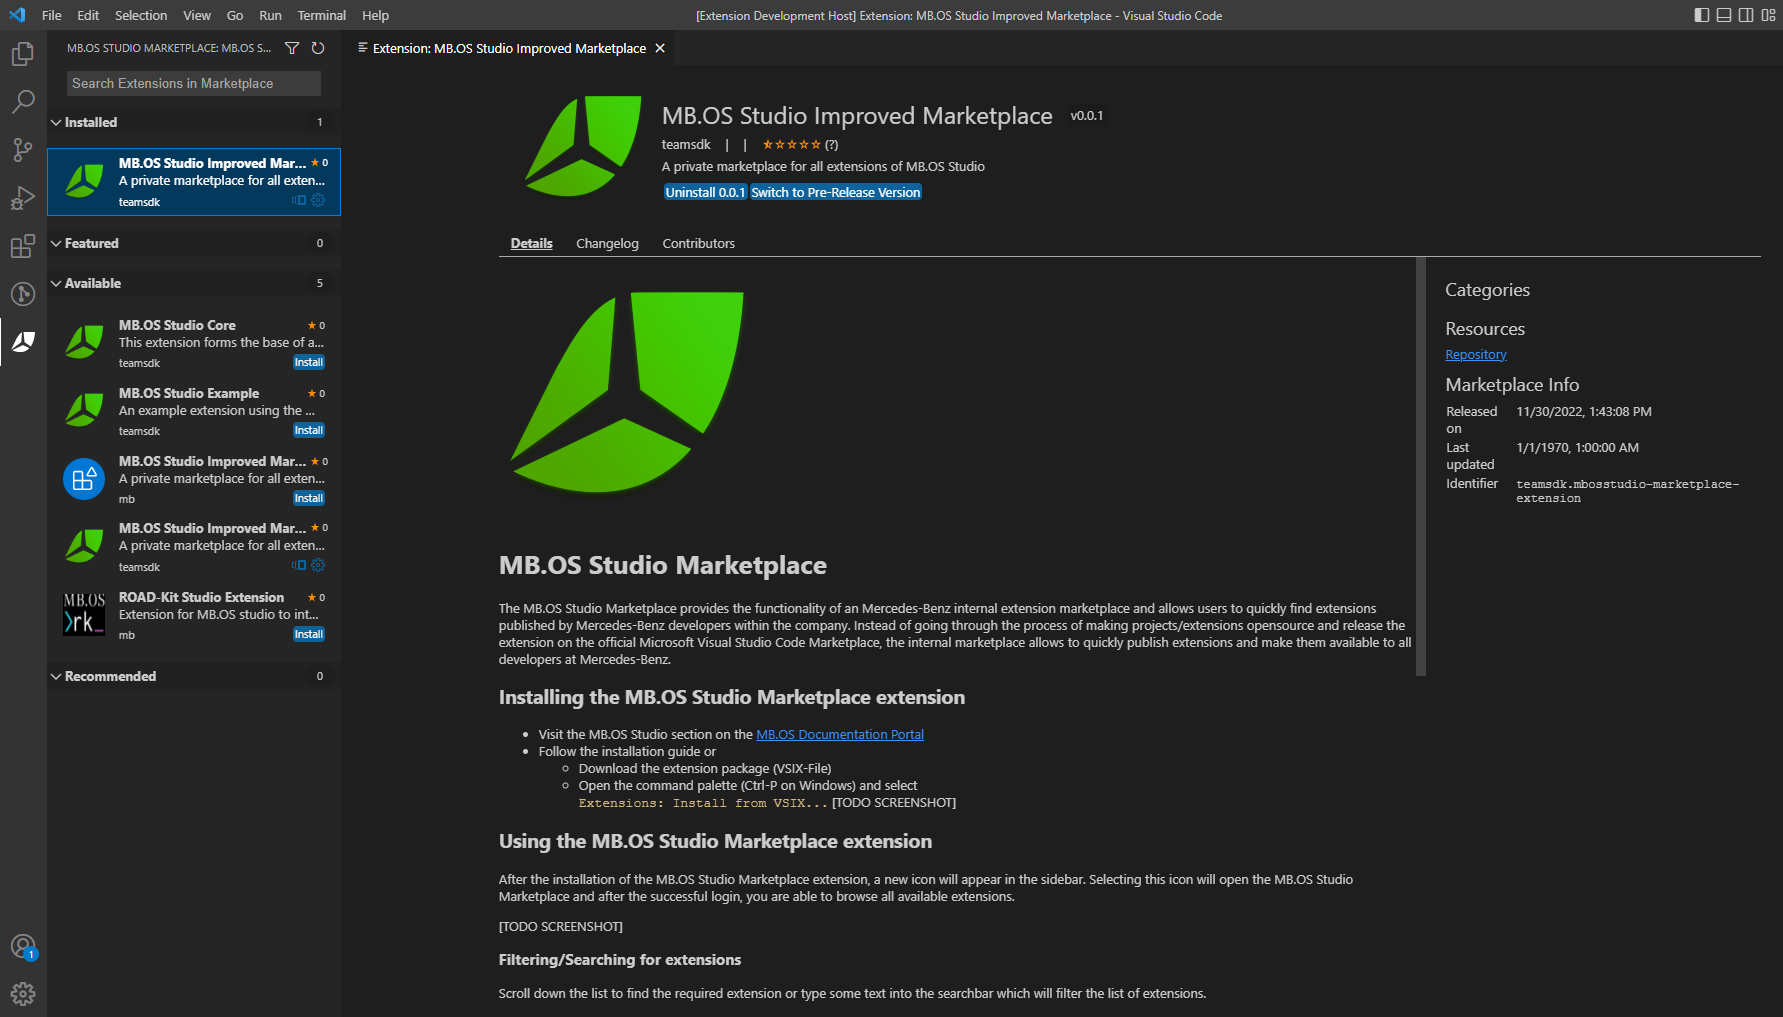 File Edit Selection View Go Run Terminal Help
[Extension Development Host] Extension: MB.OS Studio Improved Marketplace - Visual Studio Code
MB.OS STUDIO MARKETPLACE: MB.OS S...
Search Extensions in Marketplace
Installed 1
MB.OS Studio Improved Mar... ★ 0
A private marketplace for all exten...
teamsdk
Featured 0
Available 5
MB.OS Studio Core ★ 0
This extension forms the base of a...
teamsdk Install
MB.OS Studio Example ★ 0
An example extension using the ...
teamsdk Install
MB.OS Studio Improved Mar... ★ 0
A private marketplace for all exten...
mb Install
MB.OS Studio Improved Mar... ★ 0
A private marketplace for all exten...
teamsdk
MB.OS
>rk_
ROAD-Kit Studio Extension ★ 0
Extension for MB.OS studio to int...
mb Install
Recommended 0
1
Extension: MB.OS Studio Improved Marketplace
MB.OS Studio Improved Marketplace v0.0.1
teamsdk | | (?)
A private marketplace for all extensions of MB.OS Studio
Uninstall 0.0.1 Switch to Pre-Release Version
Details Changelog Contributors
MB.OS Studio Marketplace
The MB.OS Studio Marketplace provides the functionality of an Mercedes-Benz internal extension marketplace and allows users to quickly find extensions
published by Mercedes-Benz developers within the company. Instead of going through the process of making projects/extensions opensource and release the
extension on the official Microsoft Visual Studio Code Marketplace, the internal marketplace allows to quickly publish extensions and make them available to all
developers at Mercedes-Benz.
Installing the MB.OS Studio Marketplace extension
• Visit the MB.OS Studio section on the MB.OS Documentation Portal
• Follow the installation guide or
○ Download the extension package (VSIX-File)
○ Open the command palette (Ctrl-P on Windows) and select
Extensions: Install from VSIX... [TODO SCREENSHOT]
Using the MB.OS Studio Marketplace extension
After the installation of the MB.OS Studio Marketplace extension, a new icon will appear in the sidebar. Selecting this icon will open the MB.OS Studio
Marketplace and after the successful login, you are able to browse all available extensions.
[TODO SCREENSHOT]
Filtering/Searching for extensions
Scroll down the list to find the required extension or type some text into the searchbar which will filter the list of extensions.
Categories
Resources
Repository
Marketplace Info
Released 11/30/2022, 1:43:08 PM
on
Last 1/1/1970, 1:00:00 AM
updated
Identifier teamsdk.mbosstudio-marketplace-
extension